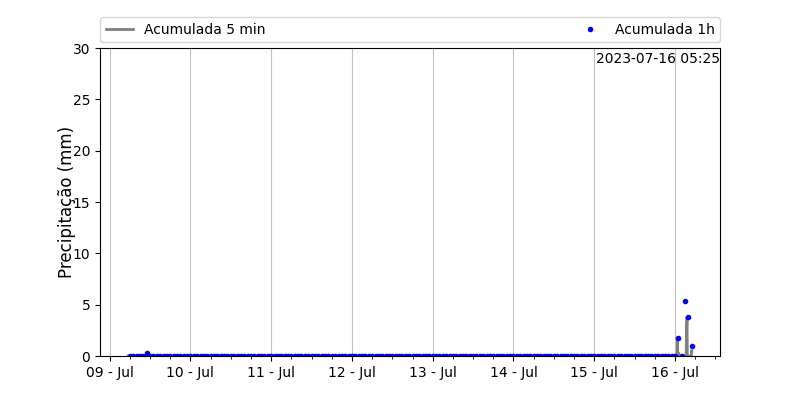 Acumulada 5 min
Acumulada 1h
2023-07-16 05:25
Precipitação (mm)
30
25
20
15
10
5
0
09 - Jul
10 - Jul
11 - Jul
12 - Jul
13 - Jul
14 - Jul
15 - Jul
16 - Jul